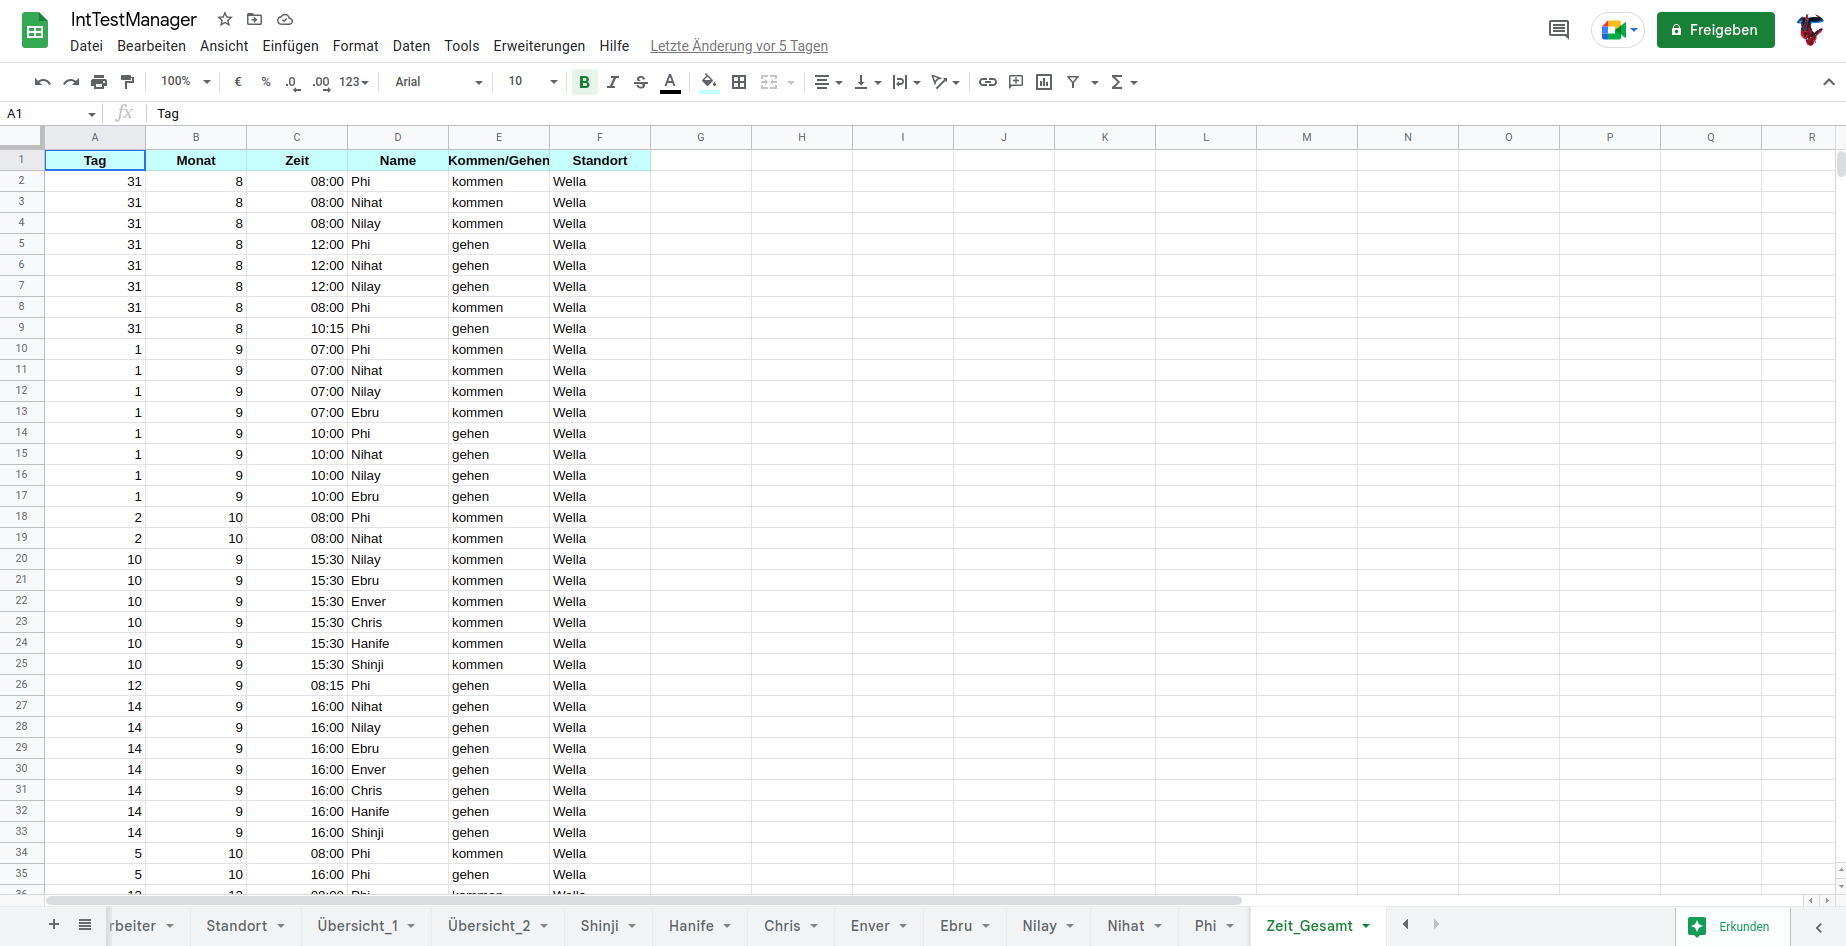 IntTestManager
Datei Bearbeiten Ansicht Einfügen Format Daten Tools Erweiterungen Hilfe Letzte Änderung vor 5 Tagen
Freigeben
100% € % .0 .00 123 Arial 10 B I S A
A1 fx Tag
A B C D E F G H I J K L M N O P Q R
1 Tag Monat Zeit Name Kommen/Gehen Standort
2 31 8 08:00 Phi kommen Wella
3 31 8 08:00 Nihat kommen Wella
4 31 8 08:00 Nilay kommen Wella
5 31 8 12:00 Phi gehen Wella
6 31 8 12:00 Nihat gehen Wella
7 31 8 12:00 Nilay gehen Wella
8 31 8 08:00 Phi kommen Wella
9 31 8 10:15 Phi gehen Wella
10 1 9 07:00 Phi kommen Wella
11 1 9 07:00 Nihat kommen Wella
12 1 9 07:00 Nilay kommen Wella
13 1 9 07:00 Ebru kommen Wella
14 1 9 10:00 Phi gehen Wella
15 1 9 10:00 Nihat gehen Wella
16 1 9 10:00 Nilay gehen Wella
17 1 9 10:00 Ebru gehen Wella
18 2 10 08:00 Phi kommen Wella
19 2 10 08:00 Nihat kommen Wella
20 10 9 15:30 Nilay kommen Wella
21 10 9 15:30 Ebru kommen Wella
22 10 9 15:30 Enver kommen Wella
23 10 9 15:30 Chris kommen Wella
24 10 9 15:30 Hanife kommen Wella
25 10 9 15:30 Shinji kommen Wella
26 12 9 08:15 Phi gehen Wella
27 14 9 16:00 Nihat gehen Wella
28 14 9 16:00 Nilay gehen Wella
29 14 9 16:00 Ebru gehen Wella
30 14 9 16:00 Enver gehen Wella
31 14 9 16:00 Chris gehen Wella
32 14 9 16:00 Hanife gehen Wella
33 14 9 16:00 Shinji gehen Wella
34 5 10 08:00 Phi kommen Wella
35 5 10 16:00 Phi gehen Wella
rbeiter Standort Übersicht_1 Übersicht_2 Shinji Hanife Chris Enver Ebru Nilay Nihat Phi Zeit_Gesamt Erkunden